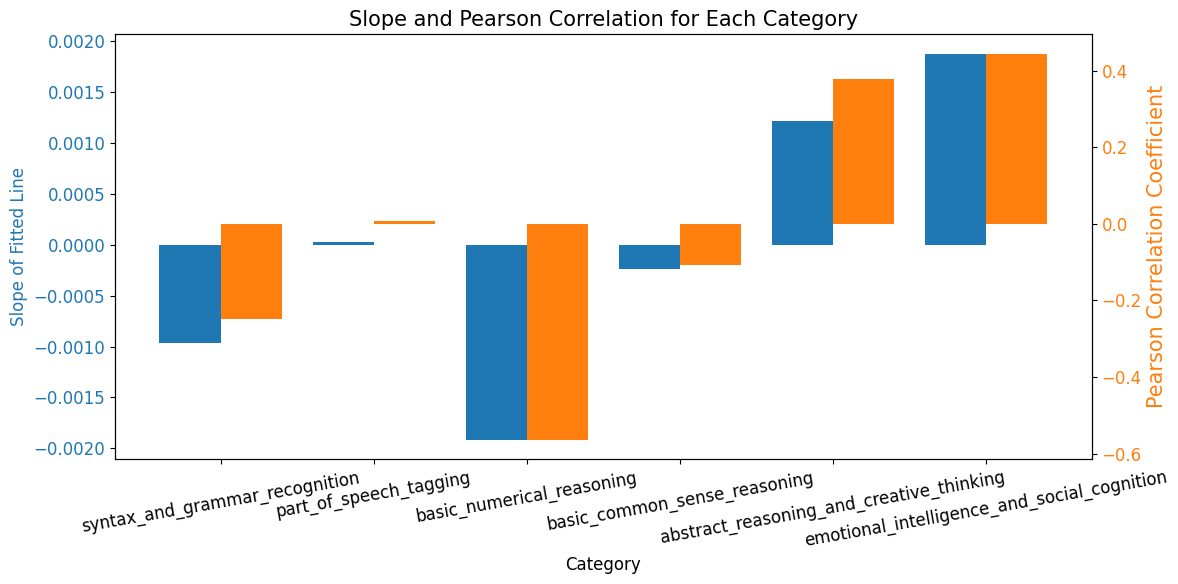 Slope and Pearson Correlation for Each Category
Slope of Fitted Line
0.0020
0.0015
0.0010
0.0005
0.0000
−0.0005
−0.0010
−0.0015
−0.0020
0.4
0.2
0.0
−0.2
−0.4
−0.6
Pearson Correlation Coefficient
syntax_and_grammar_recognition
part_of_speech_tagging
basic_numerical_reasoning
basic_common_sense_reasoning
abstract_reasoning_and_creative_thinking
emotional_intelligence_and_social_cognition
Category